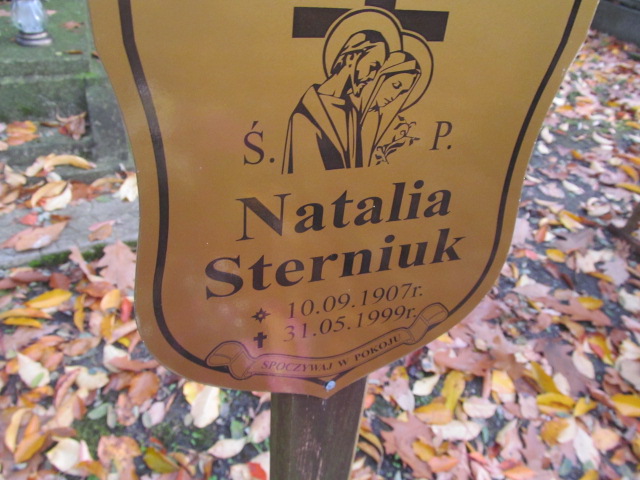 Ś. P.
Natalia
Sterniuk
10.09.1907r.
31.05.1999r.
SPOCZYWAJ W POKOJU